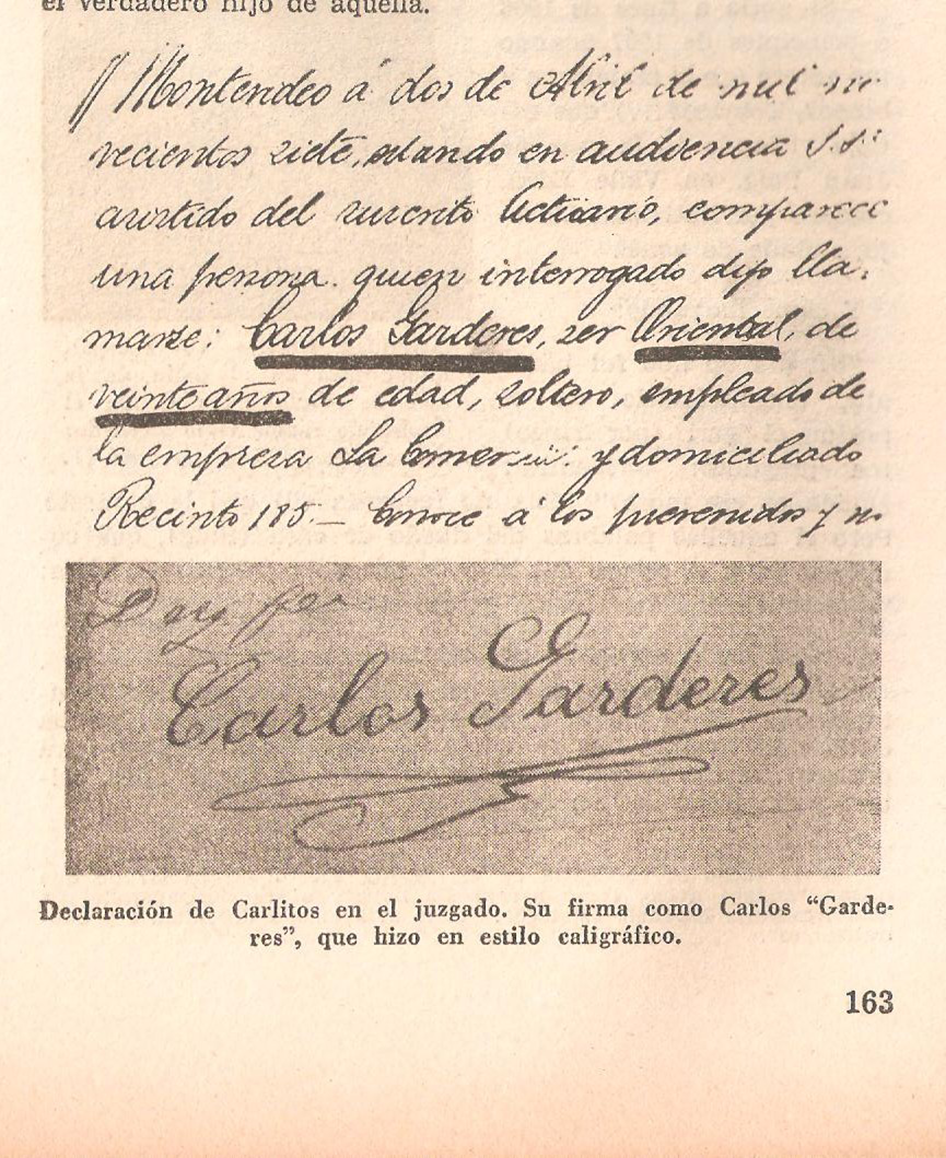 el verdadero hijo de aquella.
Montevideo á dos de Abril de mil no
vecientos siete, estando en audiencia S.S.
asistido del suscrito Actuario, comparece
una persona quien interrogado dijo lla
marse: Carlos Garderes, ser Oriental, de
veinte años de edad, soltero, empleado de
la empresa La Comercial y domiciliado
Recinto 185.— Conoce á los prevenidos y
Doy fe
Carlos Garderes
Declaración de Carlitos en el juzgado. Su firma como Carlos “Garde-
res”, que hizo en estilo caligráfico.
163